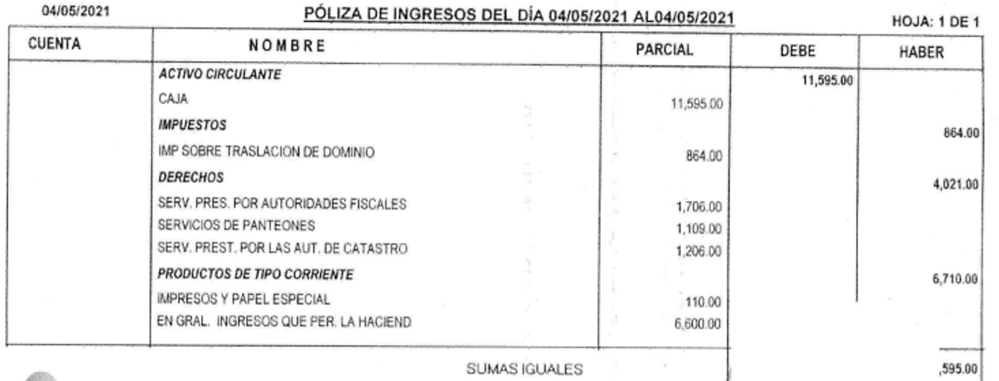 04/05/2021 PÓLIZA DE INGRESOS DEL DÍA 04/05/2021 AL04/05/2021 HOJA: 1 DE 1
CUENTA NOMBRE PARCIAL DEBE HABER
ACTIVO CIRCULANTE 11,595.00
CAJA 11,595.00
IMPUESTOS 864.00
IMP SOBRE TRASLACION DE DOMINIO 864.00
DERECHOS 4,021.00
SERV. PRES. POR AUTORIDADES FISCALES 1,706.00
SERVICIOS DE PANTEONES 1,109.00
SERV. PREST. POR LAS AUT. DE CATASTRO 1,206.00
PRODUCTOS DE TIPO CORRIENTE 6,710.00
IMPRESOS Y PAPEL ESPECIAL 110.00
EN GRAL. INGRESOS QUE PER. LA HACIEND 6,600.00
SUMAS IGUALES ,595.00